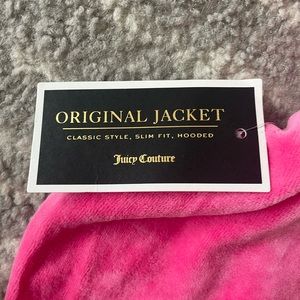 ORIGINAL JACKET
CLASSIC STYLE, SLIM FIT, HOODED
Juicy Couture